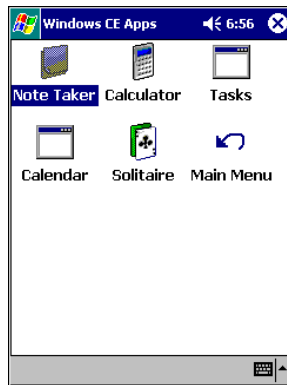 Windows CE Apps 6:56
Note Taker Calculator Tasks
Calendar Solitaire Main Menu